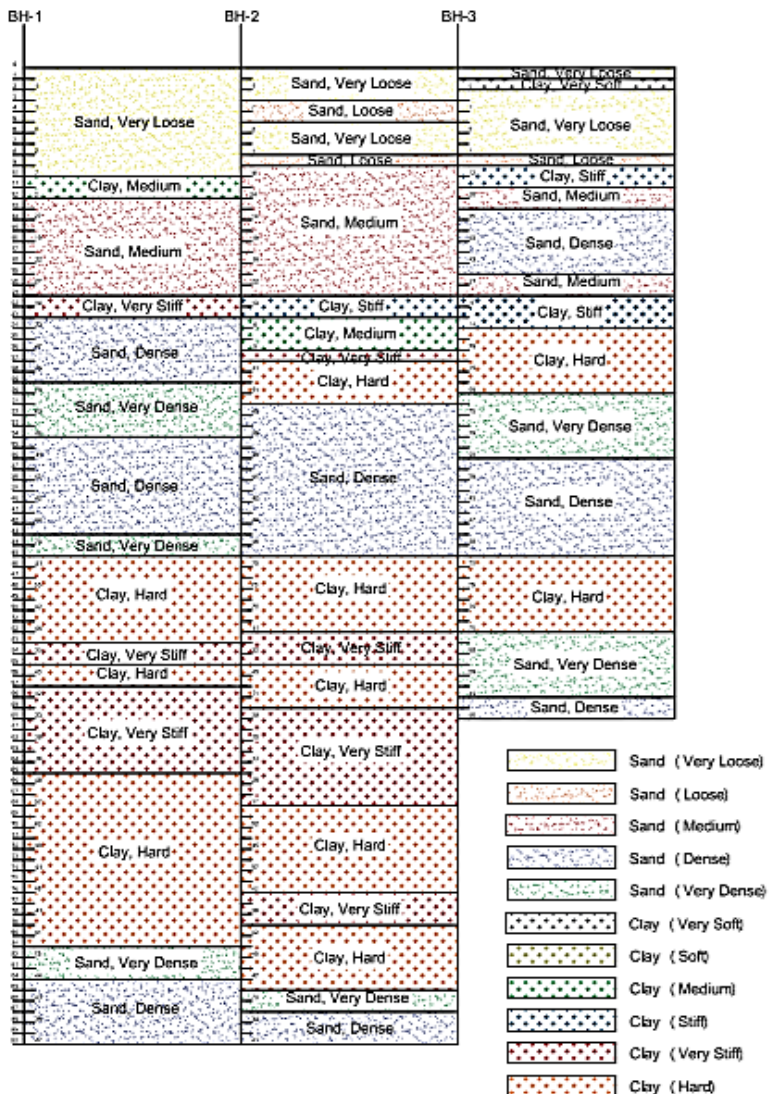 BH-1
BH-2
BH-3
Sand, Very Loose
Clay, Medium
Sand, Medium
Clay, Very Stiff
Sand, Dense
Sand, Very Dense
Sand, Dense
Sand, Very Dense
Clay, Hard
Clay, Very Stiff
Clay, Hard
Clay, Very Stiff
Clay, Hard
Sand, Very Dense
Sand, Dense
Sand, Very Loose
Sand, Loose
Sand, Very Loose
Sand, Loose
Sand, Medium
Clay, Stiff
Clay, Medium
Clay, Very Stiff
Clay, Hard
Sand, Dense
Clay, Hard
Clay, Very Stiff
Clay, Hard
Clay, Very Stiff
Clay, Hard
Clay, Very Stiff
Clay, Hard
Sand, Very Dense
Sand, Dense
Sand, Very Loose
Clay, Very Soft
Sand, Very Loose
Sand, Loose
Clay, Stiff
Sand, Medium
Sand, Dense
Sand, Medium
Clay, Stiff
Clay, Hard
Sand, Very Dense
Sand, Dense
Clay, Hard
Sand, Very Dense
Sand, Dense
Sand ( Very Loose)
Sand ( Loose)
Sand ( Medium)
Sand ( Dense)
Sand ( Very Dense)
Clay ( Very Soft)
Clay ( Soft)
Clay ( Medium)
Clay ( Stiff)
Clay ( Very Stiff)
Clay ( Hard)